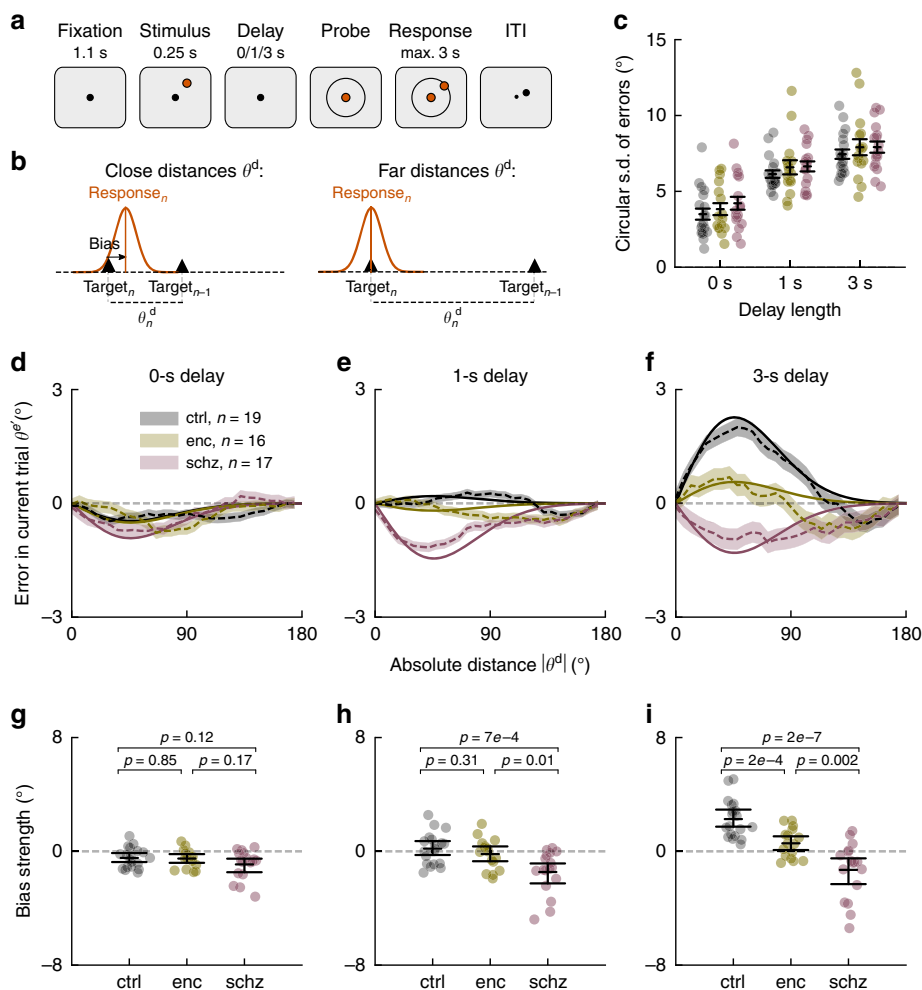 a
Fixation Stimulus Delay Probe Response ITI
1.1 s 0.25 s 0/1/3 s max. 3 s
b
Close distances θᵈ: Far distances θᵈ:
Responseₙ Responseₙ
Bias
Targetₙ Targetₙ₋₁ Targetₙ Targetₙ₋₁
θₙᵈ θₙᵈ
c
Circular s.d. of errors (°)
15
10
5
0
0 s 1 s 3 s
Delay length
d e f
0-s delay 1-s delay 3-s delay
Error in current trial θᵉ′(°)
3 3 3
ctrl, n = 19
enc, n = 16
schz, n = 17
0 0 0
−3 −3 −3
0 90 180 0 90 180 0 90 180
Absolute distance |θᵈ| (°)
g h i
Bias strength (°)
8 8 8
p = 0.12 p = 7e−4 p = 2e−7
p = 0.85 p = 0.17 p = 0.31 p = 0.01 p = 2e−4 p = 0.002
0 0 0
−8 −8 −8
ctrl enc schz ctrl enc schz ctrl enc schz